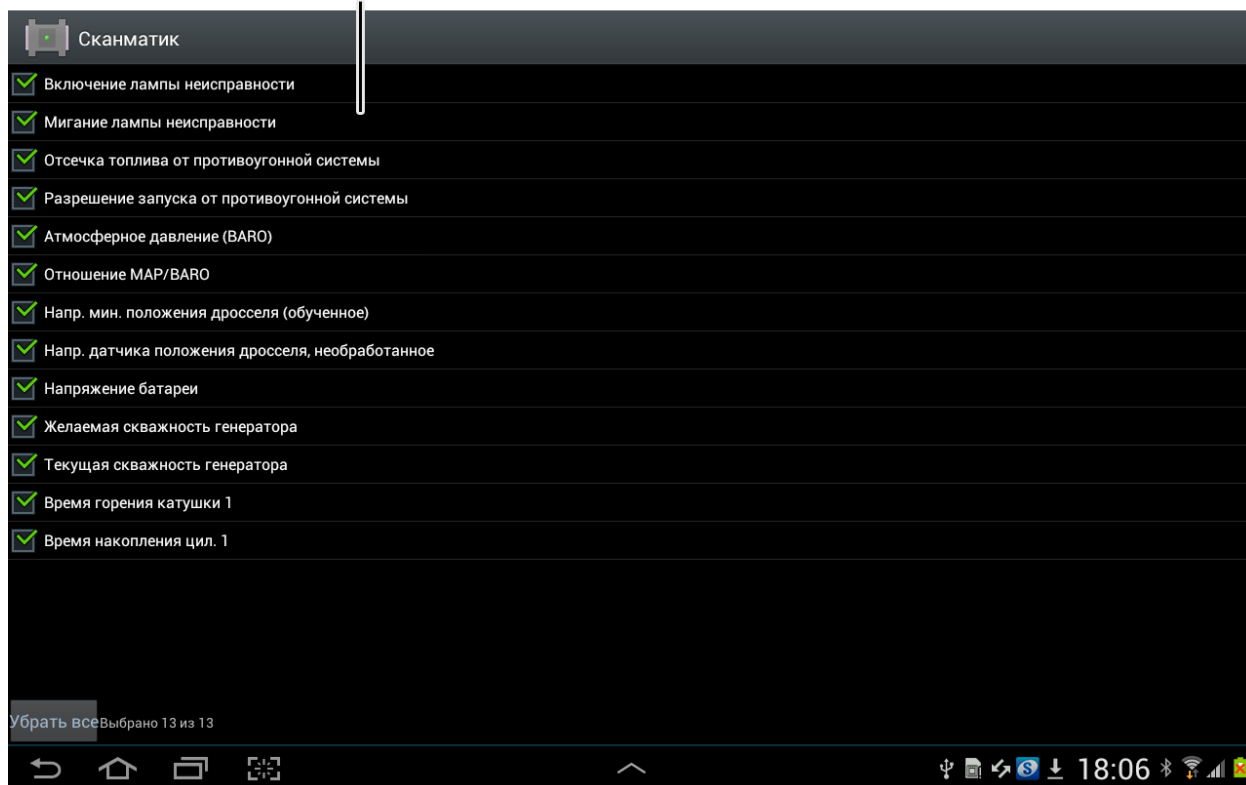 Сканматик
Включение лампы неисправности
Мигание лампы неисправности
Отсечка топлива от противоугонной системы
Разрешение запуска от противоугонной системы
Атмосферное давление (BARO)
Отношение MAP/BARO
Напр. мин. положения дросселя (обученное)
Напр. датчика положения дросселя, необработанное
Напряжение батареи
Желаемая скважность генератора
Текущая скважность генератора
Время горения катушки 1
Время накопления цил. 1
Убрать все Выбрано 13 из 13
18:06